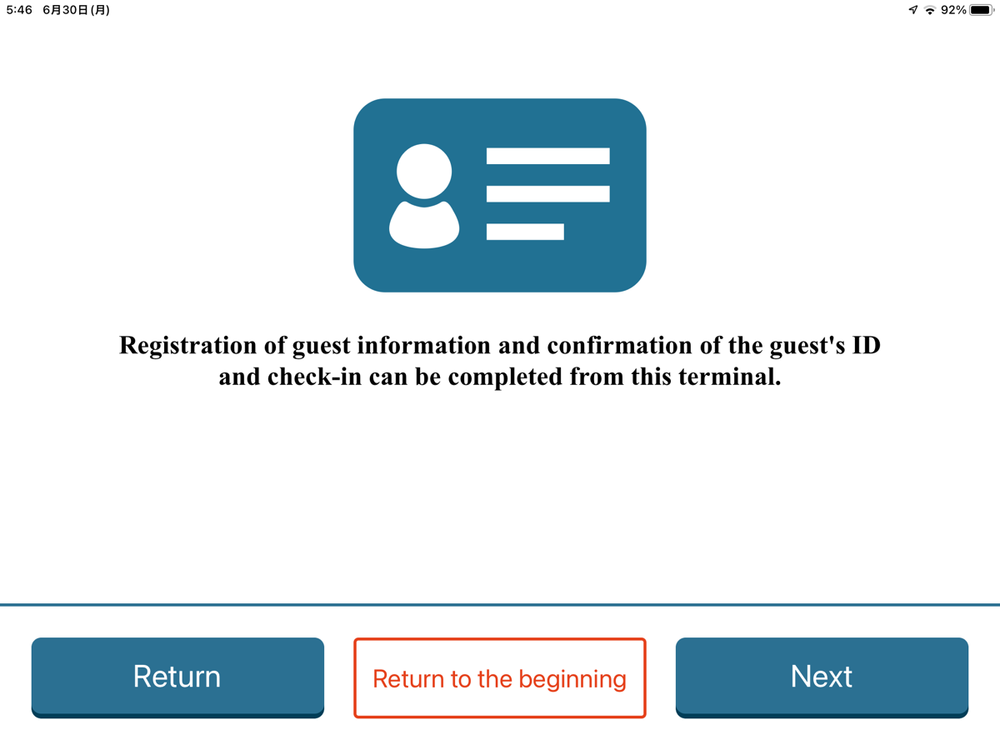 5:46 6月30日(月) 92%
Registration of guest information and confirmation of the guest's ID
and check-in can be completed from this terminal.
Return
Return to the beginning
Next